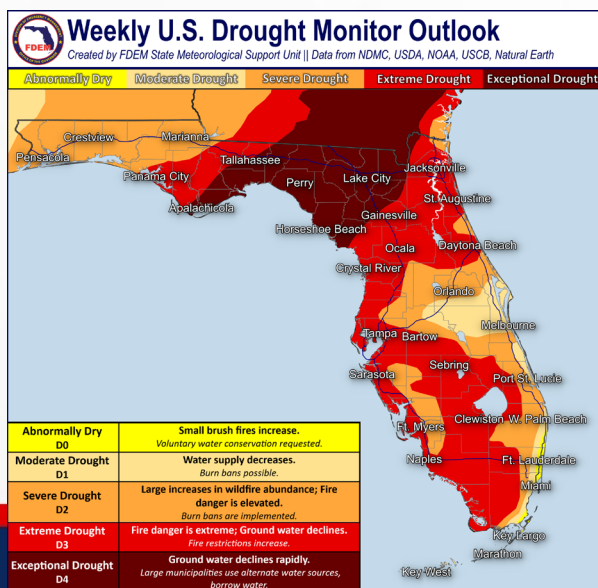 FDEM
Weekly U.S. Drought Monitor Outlook
Created by FDEM State Meteorological Support Unit || Data from NDMC, USDA, NOAA, USCB, Natural Earth
Abnormally Dry Moderate Drought Severe Drought Extreme Drought Exceptional Drought
Crestview
Marianna
Pensacola
Tallahassee
Panama City
Perry
Lake City
Jacksonville
Apalachicola
St. Augustine
Gainesville
Horseshoe Beach
Ocala
Daytona Beach
Crystal River
Orlando
Melbourne
Tampa
Bartow
Sebring
Sarasota
Port St. Lucie
Clewiston
W. Palm Beach
Ft. Myers
Naples
Ft. Lauderdale
Miami
Key Largo
Marathon
Key West
Abnormally Dry
D0
Small brush fires increase.
Voluntary water conservation requested.
Moderate Drought
D1
Water supply decreases.
Burn bans possible.
Severe Drought
D2
Large increases in wildfire abundance; Fire
danger is elevated.
Burn bans are implemented.
Extreme Drought
D3
Fire danger is extreme; Ground water declines.
Fire restrictions increase.
Exceptional Drought
D4
Ground water declines rapidly.
Large municipalities use alternate water sources,
borrow water.